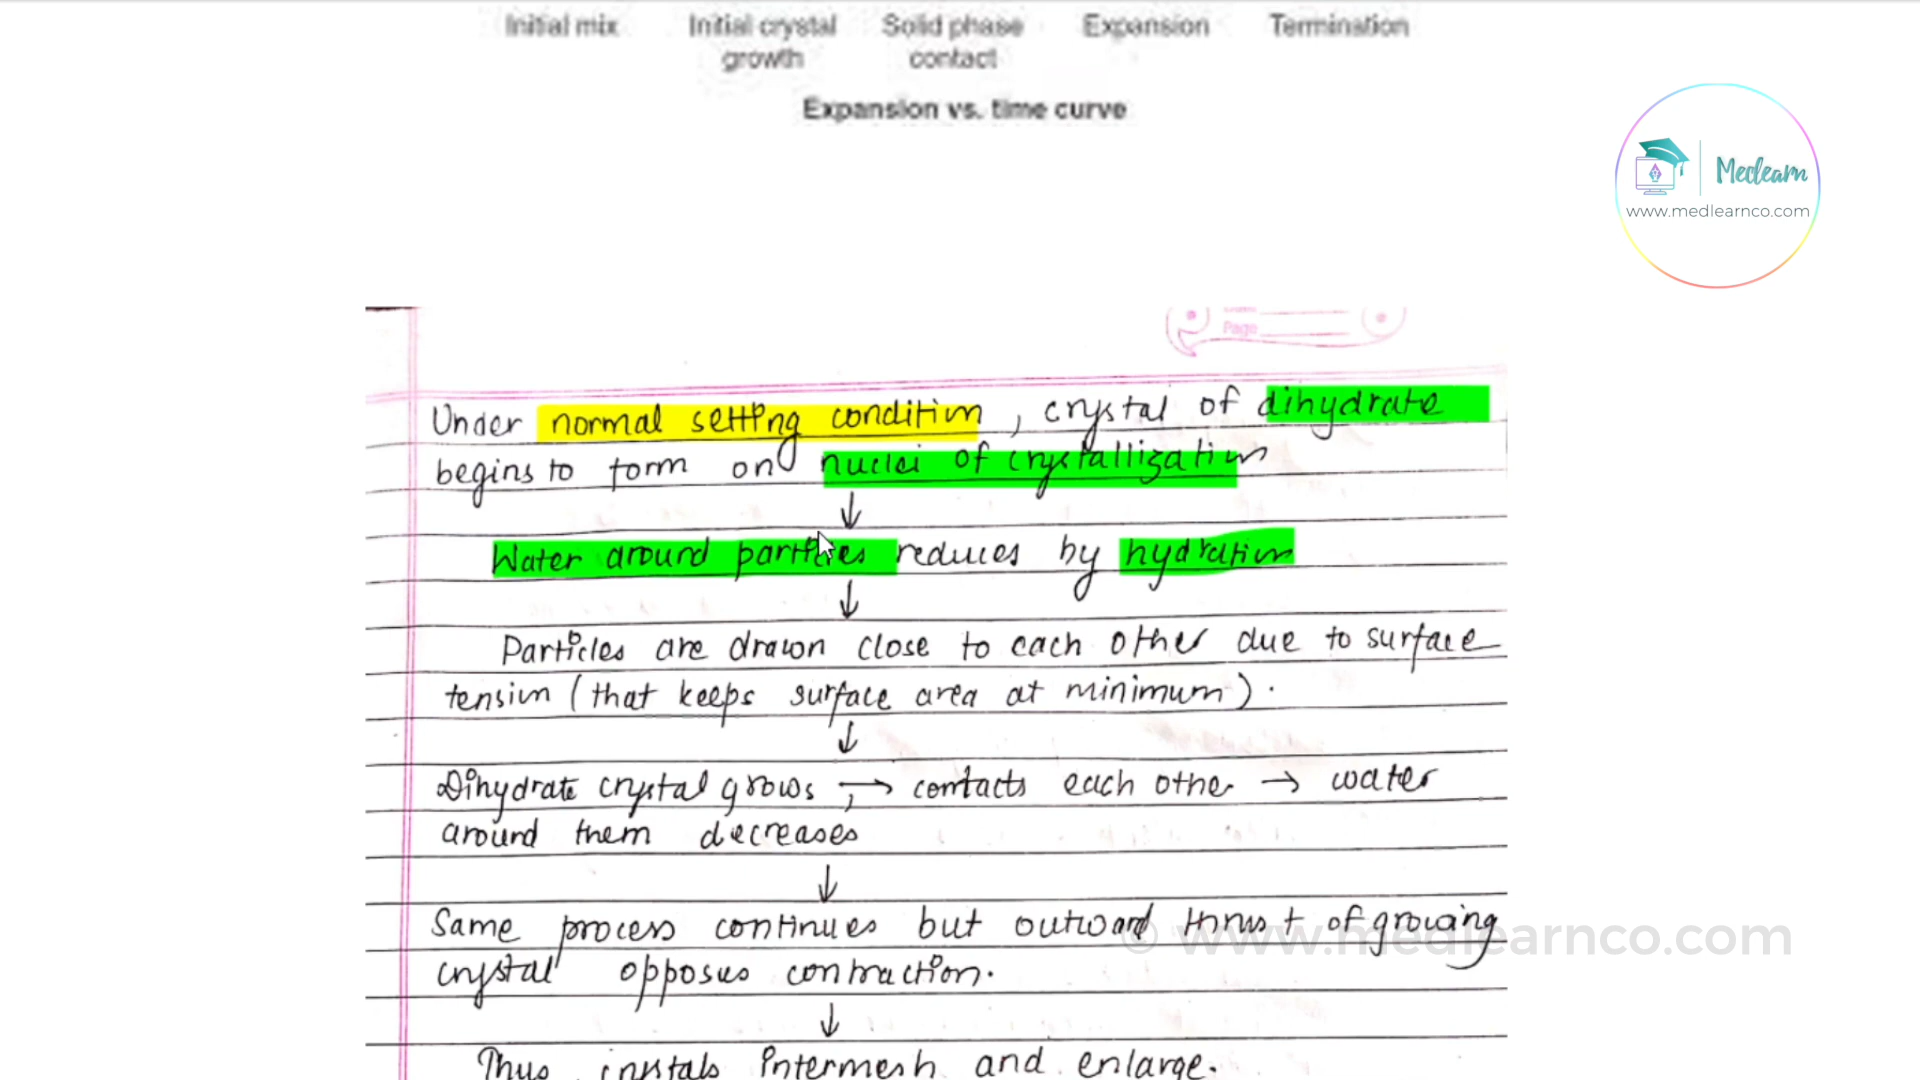 Initial mix Initial crystal growth Solid phase contact Expansion Termination
Expansion vs. time curve
Medlearn
www.medlearnco.com
Page
Under normal setting condition, crystal of dihydrate
begins to form on nuclei of crystallization
↓
Water around particles reduces by hydration
↓
Particles are drawn close to each other due to surface
tension (that keeps surface area at minimum).
↓
Dihydrate crystal grows, → contacts each other → water
around them decreases
↓
Same process continues but outward thrust of growing
crystal opposes contraction.
© www.medlearnco.com
↓
Thus crystals intermesh and enlarge.